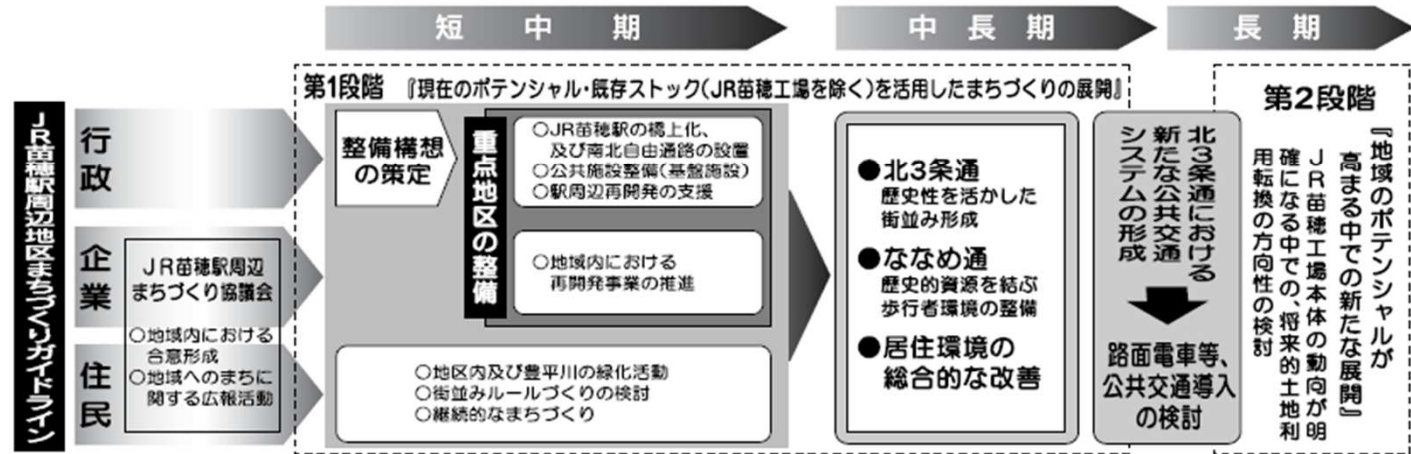 短中期
中長期
長期
JR苗穂駅周辺地区まちづくりガイドライン
行政
企業
住民
JR苗穂駅周辺
まちづくり協議会
○地域内における
合意形成
○地域へのまちに
関する広報活動
第1段階 『現在のポテンシャル・既存ストック(JR苗穂工場を除く)を活用したまちづくりの展開』
整備構想
の策定
重点地区の整備
○JR苗穂駅の橋上化、
及び南北自由通路の設置
○公共施設整備(基盤施設)
○駅周辺再開発の支援
○地域内における
再開発事業の推進
○地区内及び豊平川の緑化活動
○街並みルールづくりの検討
○継続的なまちづくり
●北3条通
歴史性を活かした
街並み形成
●ななめ通
歴史的資源を結ぶ
歩行者環境の整備
●居住環境の
総合的な改善
北3条通における
新たな公共交通
システムの形成
路面電車等、
公共交通導入
の検討
第2段階
『地域のポテンシャルが
高まる中での新たな展開』
JR苗穂工場本体の動向が明
確になる中での、将来的土地利
用転換の方向性の検討